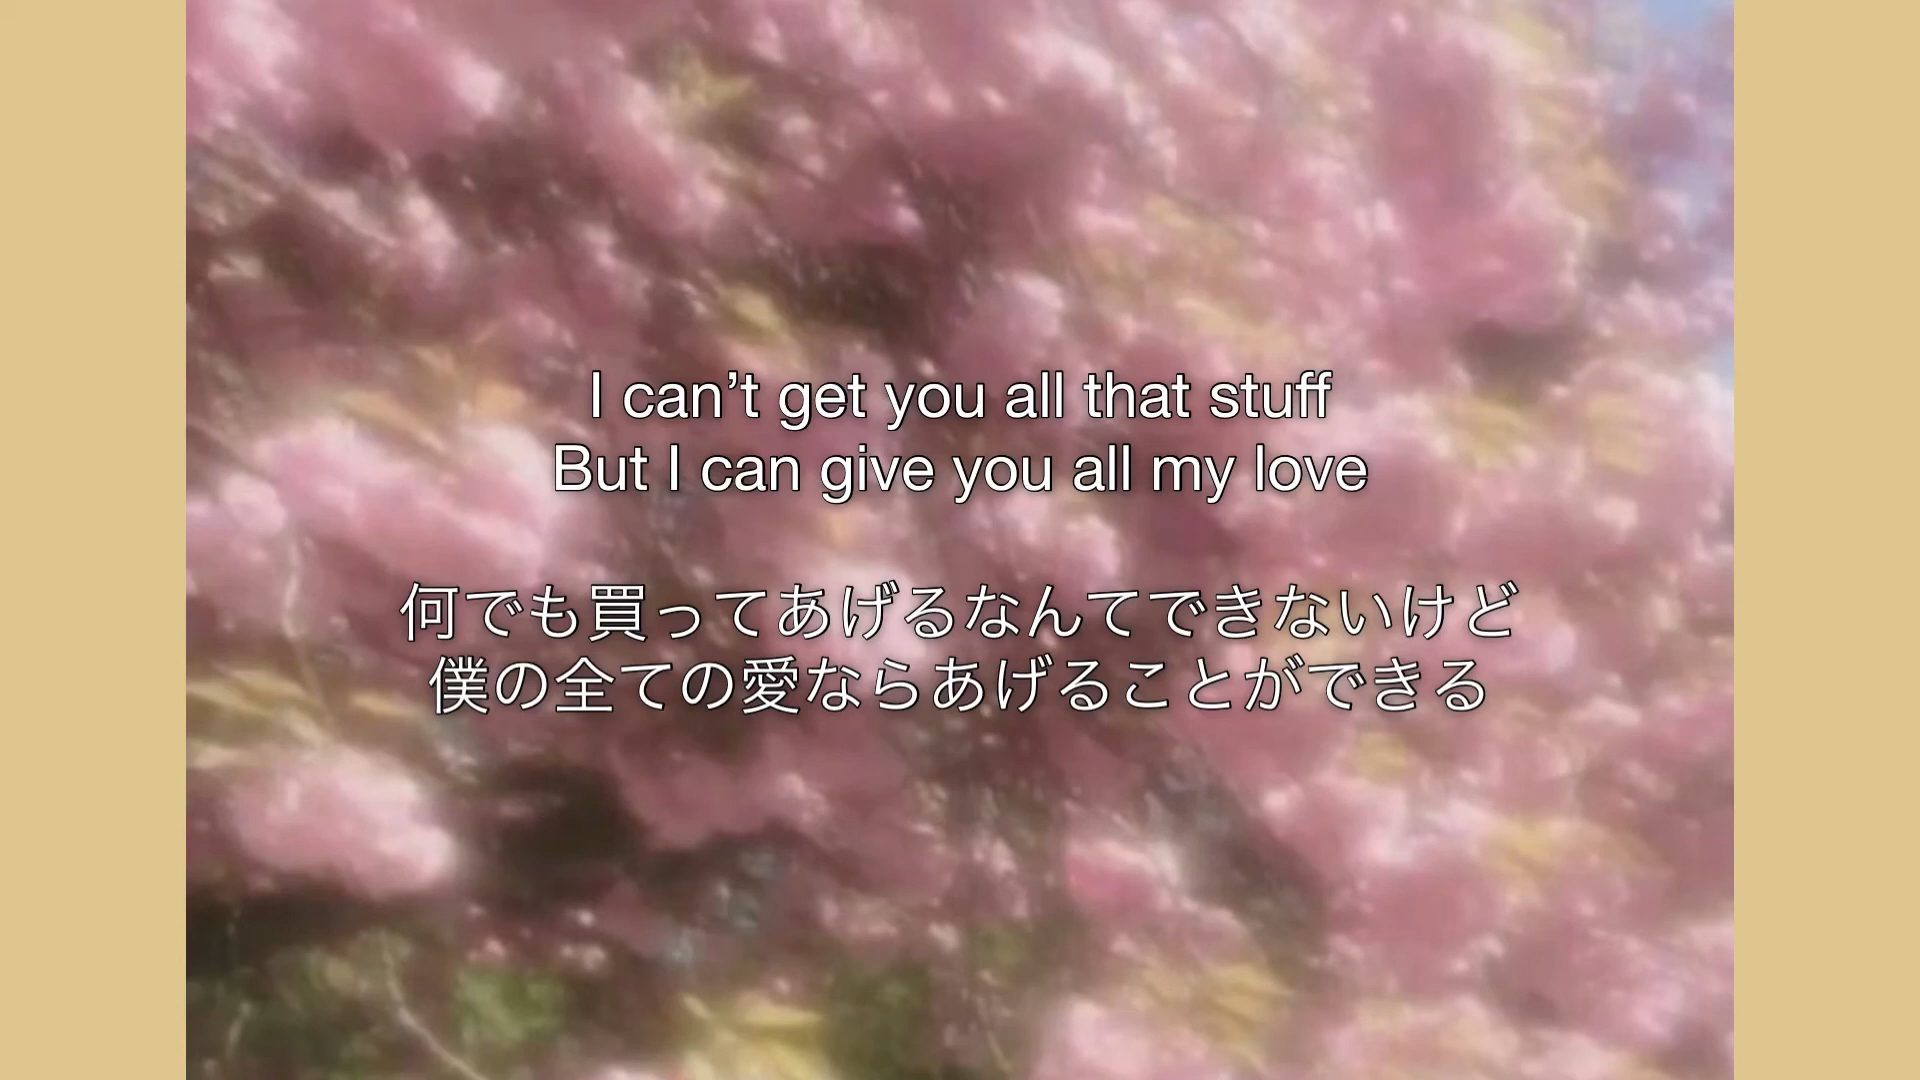 I can’t get you all that stuff
But I can give you all my love
何でも買ってあげるなんてできないけど
僕の全ての愛ならあげることができる